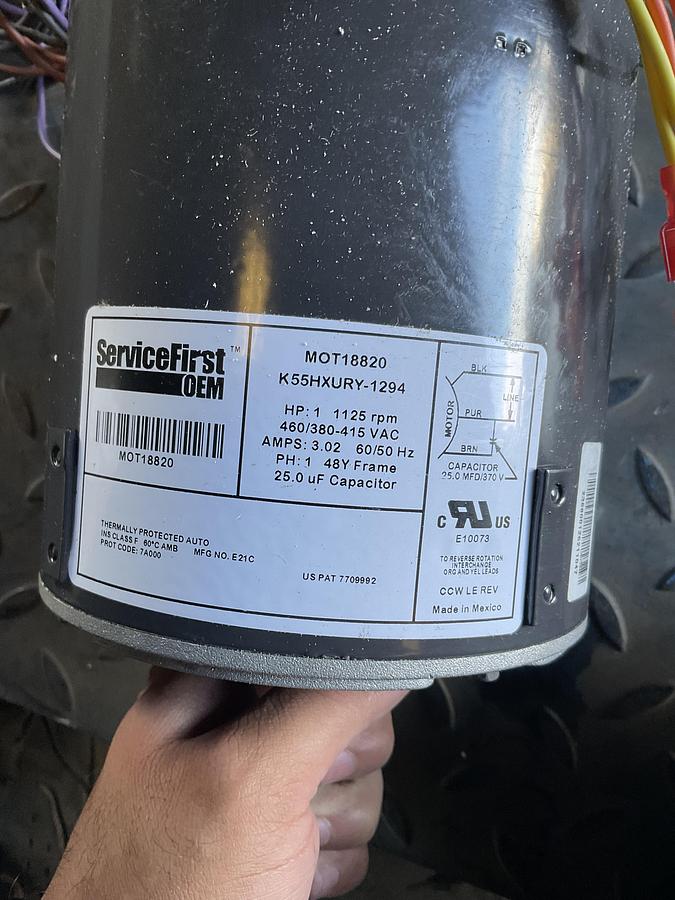 ServiceFirst™
OEM
MOT18820
MOT18820
K55HXURY-1294
HP: 1 1125 rpm
460/380-415 VAC
AMPS: 3.02 60/50 Hz
PH: 1 48Y Frame
25.0 uF Capacitor
BLK
LINE
PUR
MOTOR
BRN
CAPACITOR
25.0 MFD/370 V
C US
E10073
TO REVERSE ROTATION
INTERCHANGE
ORG AND YEL LEADS
CCW LE REV
Made in Mexico
THERMALLY PROTECTED AUTO
INS CLASS F 60°C AMB MFG NO. E21C
PROT CODE: 7A000
US PAT 7709992